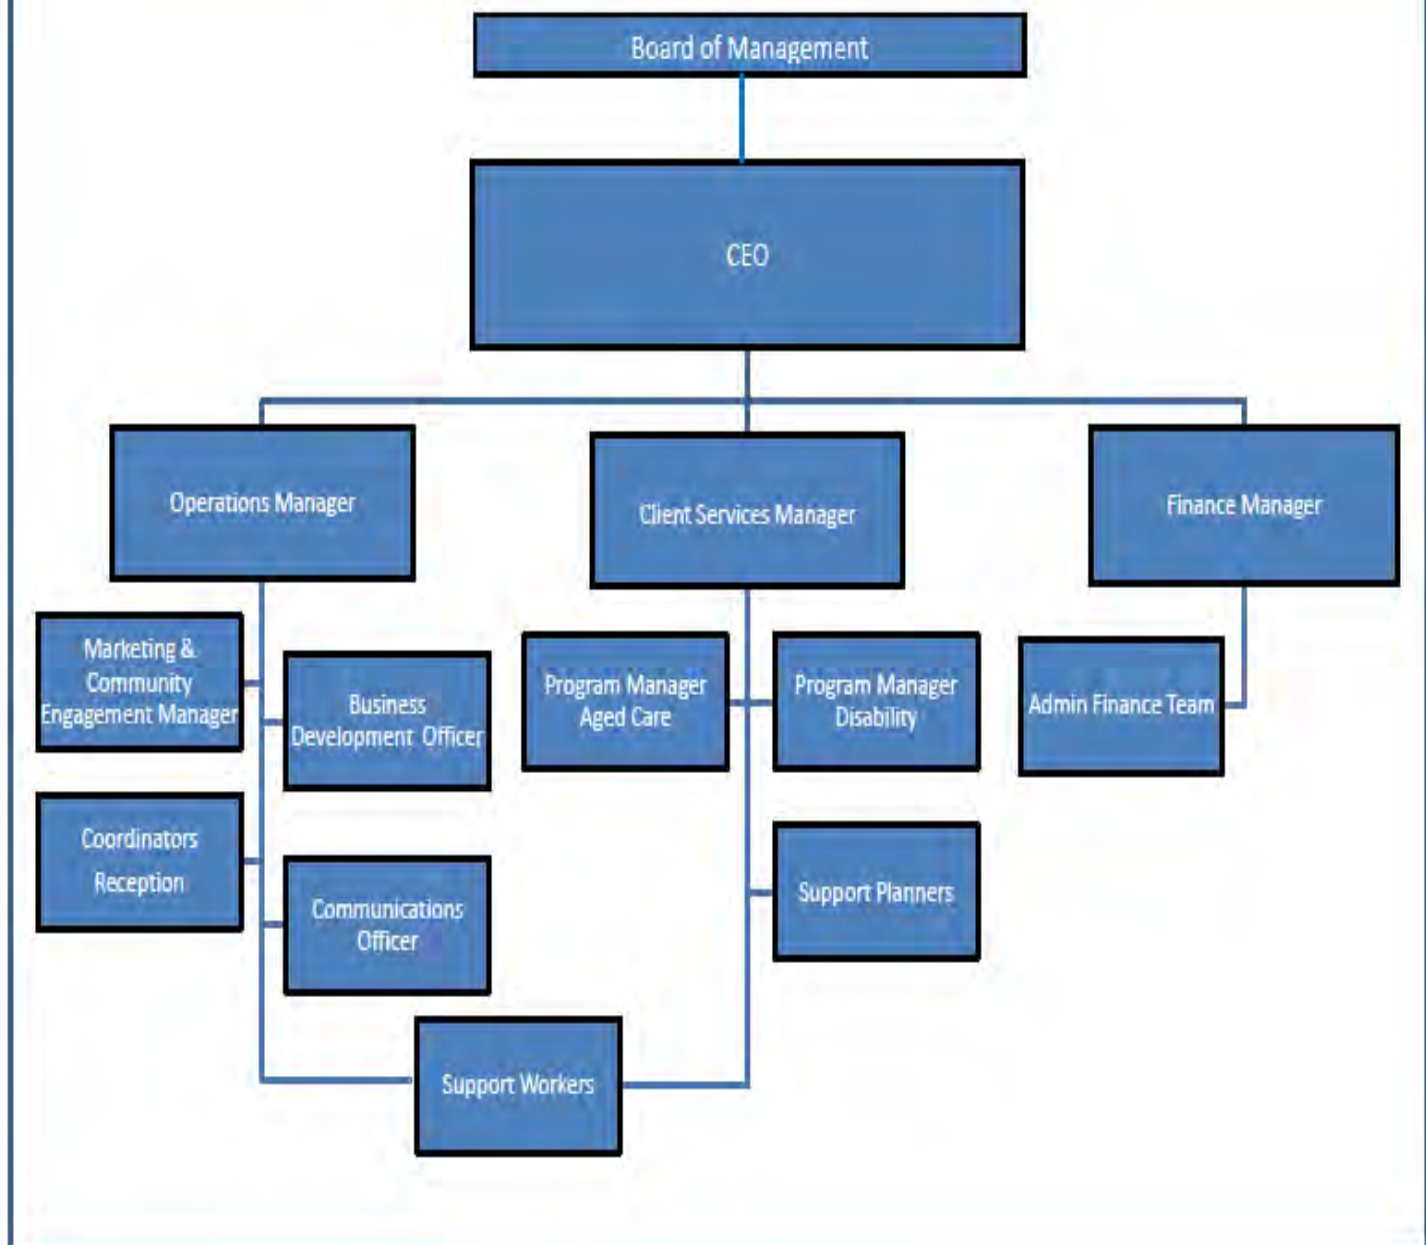 Board of Management
CEO
Operations Manager
Client Services Manager
Finance Manager
Marketing &
Community
Engagement Manager
Business
Development Officer
Program Manager
Aged Care
Program Manager
Disability
Admin Finance Team
Coordinators
Reception
Communications
Officer
Support Planners
Support Workers